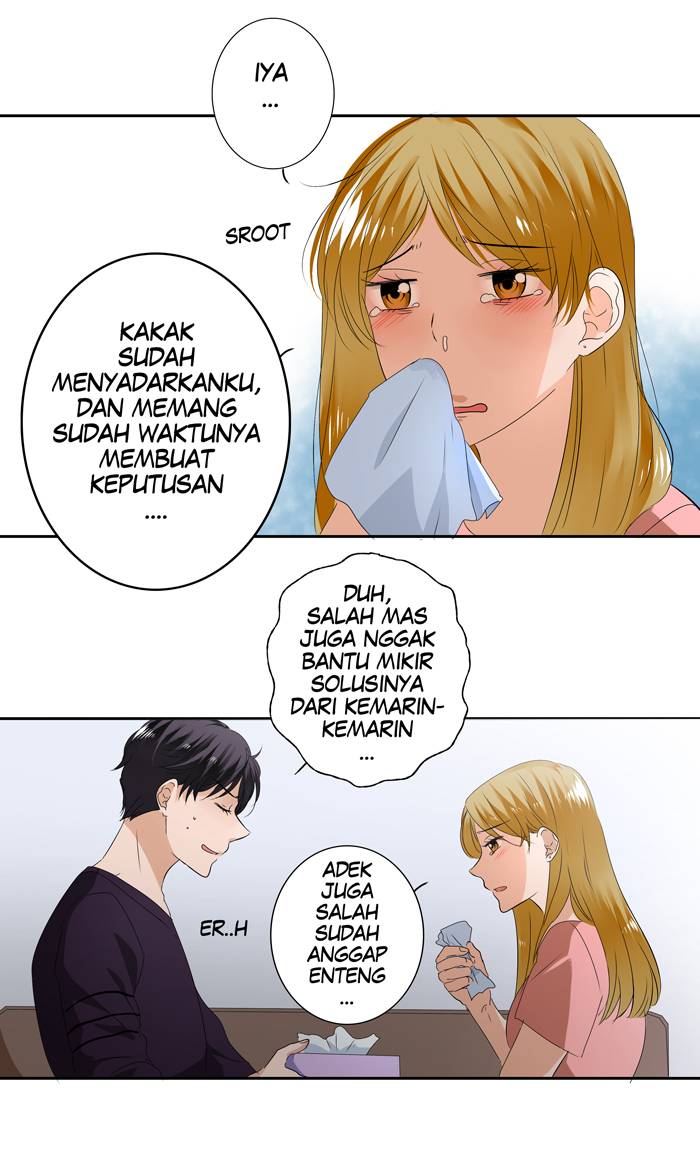 IYA
...
SROOT
KAKAK
SUDAH
MENYADARKANKU,
DAN MEMANG
SUDAH WAKTUNYA
MEMBUAT
KEPUTUSAN
....
DUH,
SALAH MAS
JUGA NGGAK
BANTU MIKIR
SOLUSINYA
DARI KEMARIN-
KEMARIN
...
ER..H
ADEK
JUGA
SALAH
SUDAH
ANGGAP
ENTENG
...